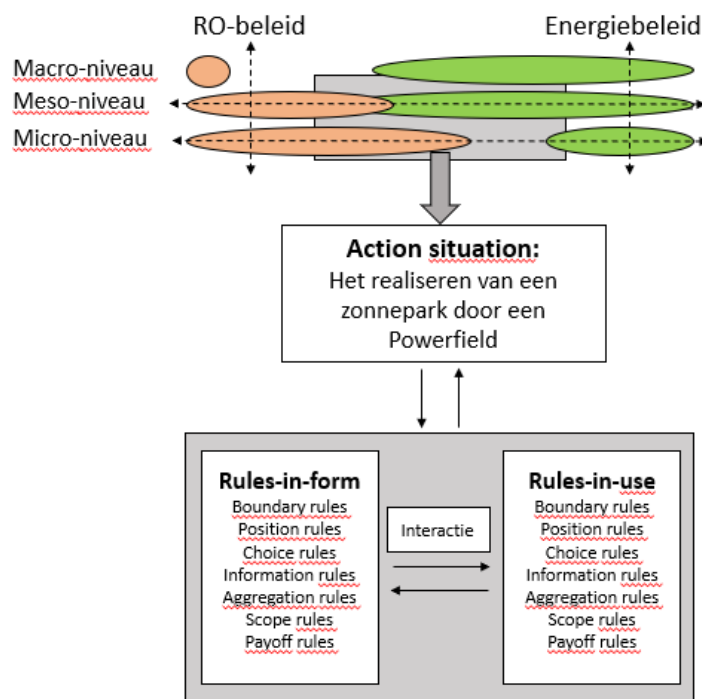 RO-beleid
Energiebeleid
Macro-niveau
Meso-niveau
Micro-niveau
Action situation:
Het realiseren van een
zonnepark door een
Powerfield
Rules-in-form
Boundary rules
Position rules
Choice rules
Information rules
Aggregation rules
Scope rules
Payoff rules
Interactie
Rules-in-use
Boundary rules
Position rules
Choice rules
Information rules
Aggregation rules
Scope rules
Payoff rules